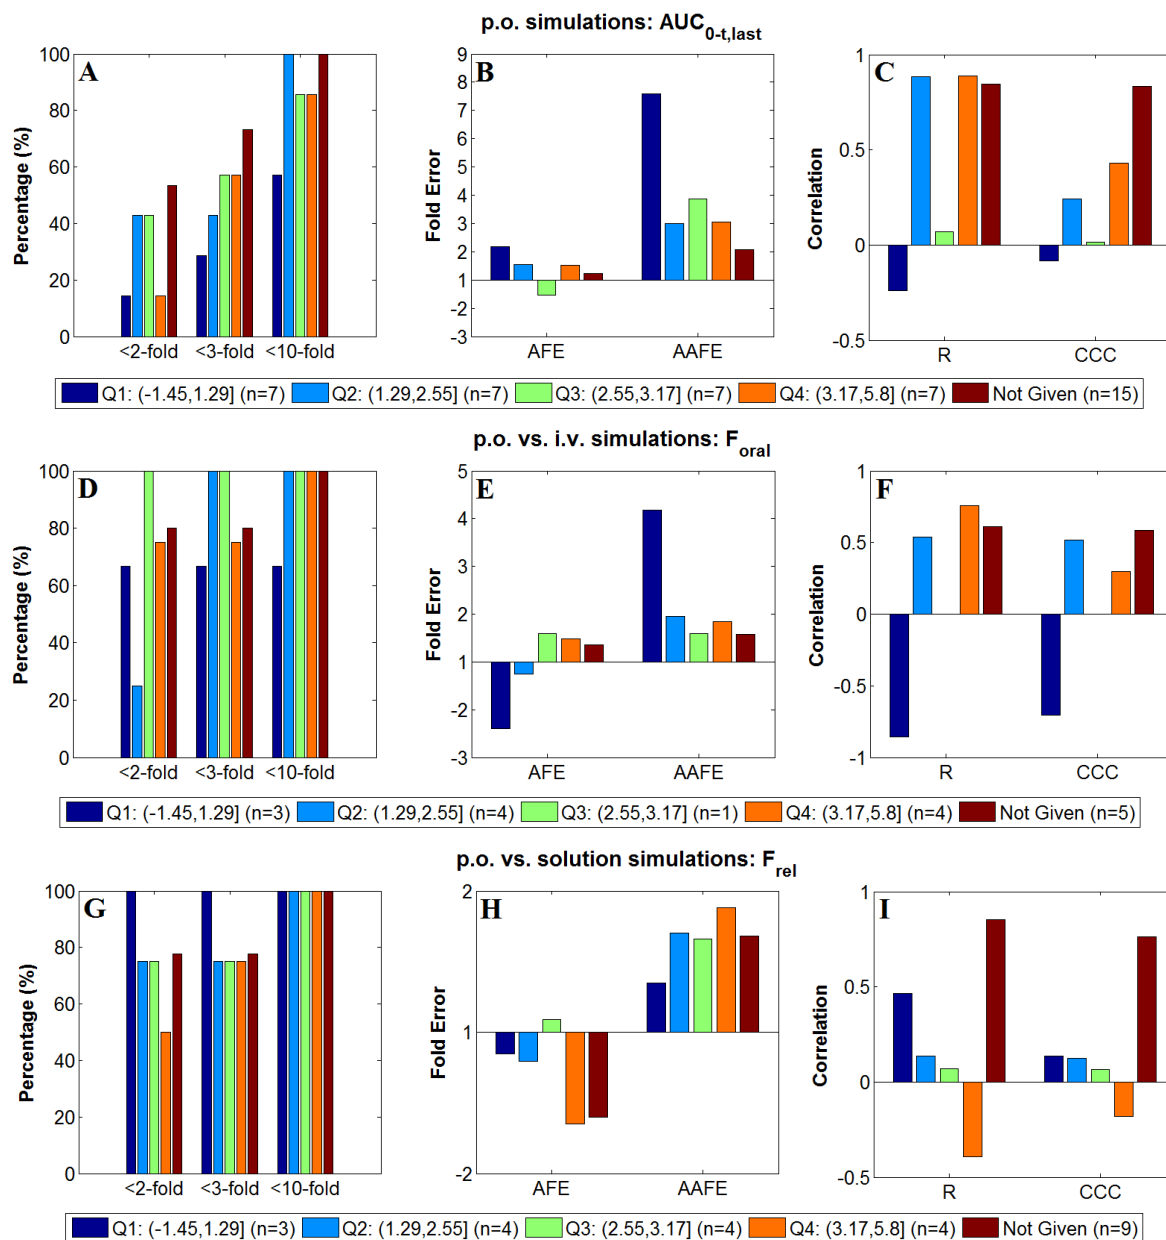 p.o. simulations: AUC0-t,last
A
B
C
100
80
60
40
20
0
Percentage (%)
<2-fold <3-fold <10-fold
9
8
7
6
5
4
3
2
1
-2
-3
Fold Error
AFE AAFE
1
0.5
0
-0.5
Correlation
R CCC
Q1: (-1.45,1.29] (n=7) Q2: (1.29,2.55] (n=7) Q3: (2.55,3.17] (n=7) Q4: (3.17,5.8] (n=7) Not Given (n=15)
p.o. vs. i.v. simulations: Foral
D
E
F
100
80
60
40
20
0
Percentage (%)
<2-fold <3-fold <10-fold
5
4
3
2
1
-2
-3
Fold Error
AFE AAFE
1
0.5
0
-0.5
-1
Correlation
R CCC
Q1: (-1.45,1.29] (n=3) Q2: (1.29,2.55] (n=4) Q3: (2.55,3.17] (n=1) Q4: (3.17,5.8] (n=4) Not Given (n=5)
p.o. vs. solution simulations: Frel
G
H
I
100
80
60
40
20
0
Percentage (%)
<2-fold <3-fold <10-fold
2
1
-2
Fold Error
AFE AAFE
1
0.5
0
-0.5
Correlation
R CCC
Q1: (-1.45,1.29] (n=3) Q2: (1.29,2.55] (n=4) Q3: (2.55,3.17] (n=4) Q4: (3.17,5.8] (n=4) Not Given (n=9)